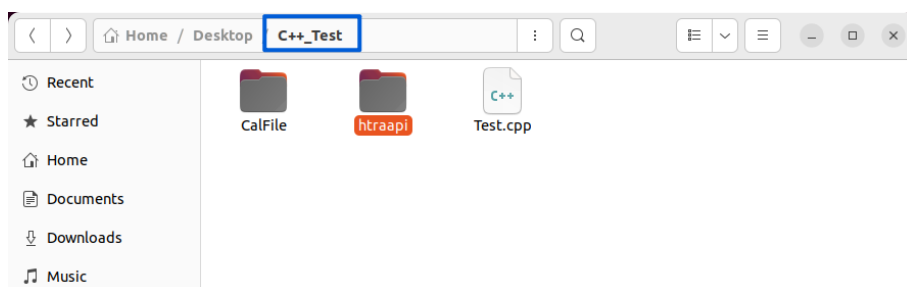 Home / Desktop / C++_Test
Recent
Starred
Home
Documents
Downloads
Music
C++
CalFile
htraapi
Test.cpp